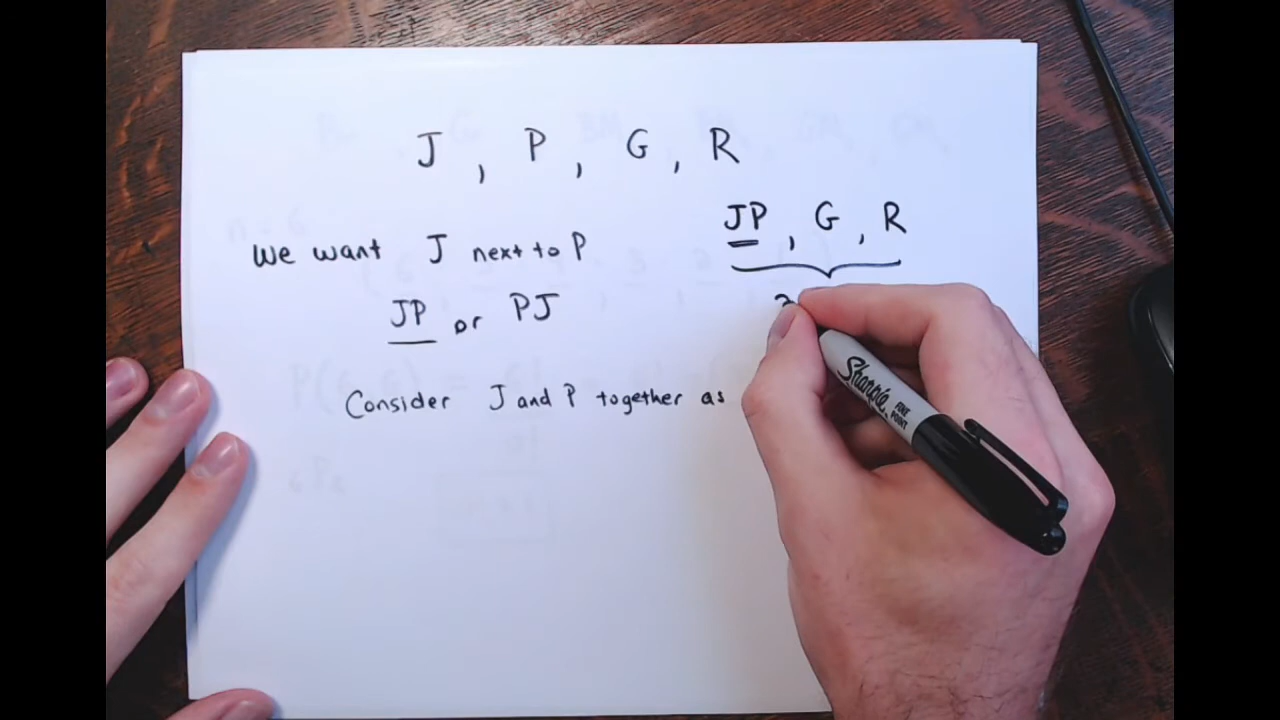 J , P , G , R
JP , G , R
We want J next to P
JP or PJ
Consider J and P together as
Sharpie.
FINE
POINT